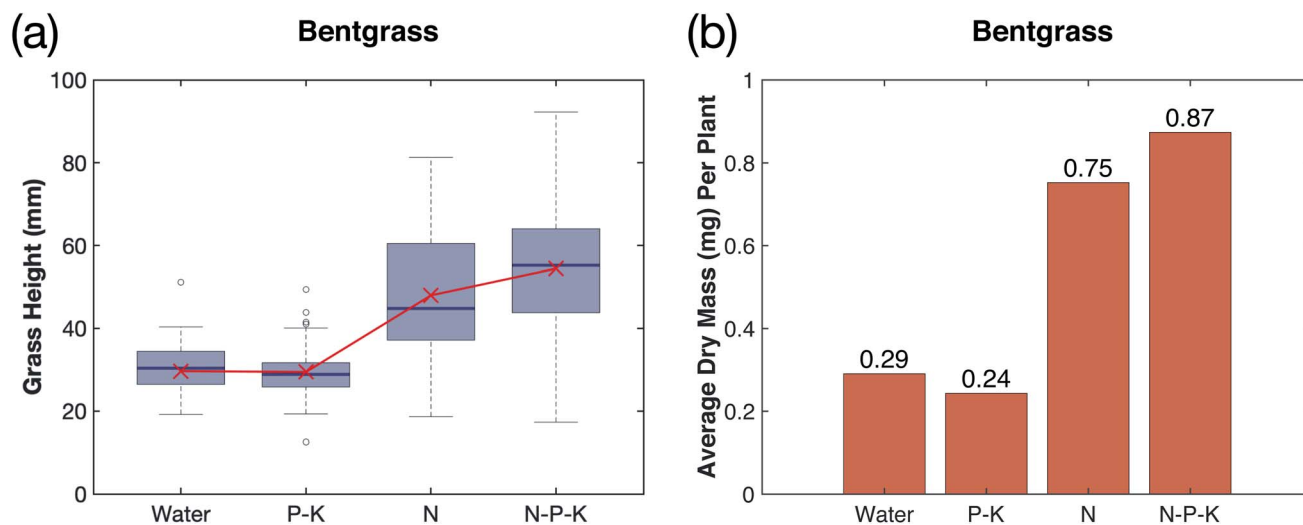 (a)
Bentgrass
Grass Height (mm)
100
80
60
40
20
0
Water
P-K
N
N-P-K
(b)
Bentgrass
Average Dry Mass (mg) Per Plant
1
0.8
0.6
0.4
0.2
0
0.29
0.24
0.75
0.87
Water
P-K
N
N-P-K